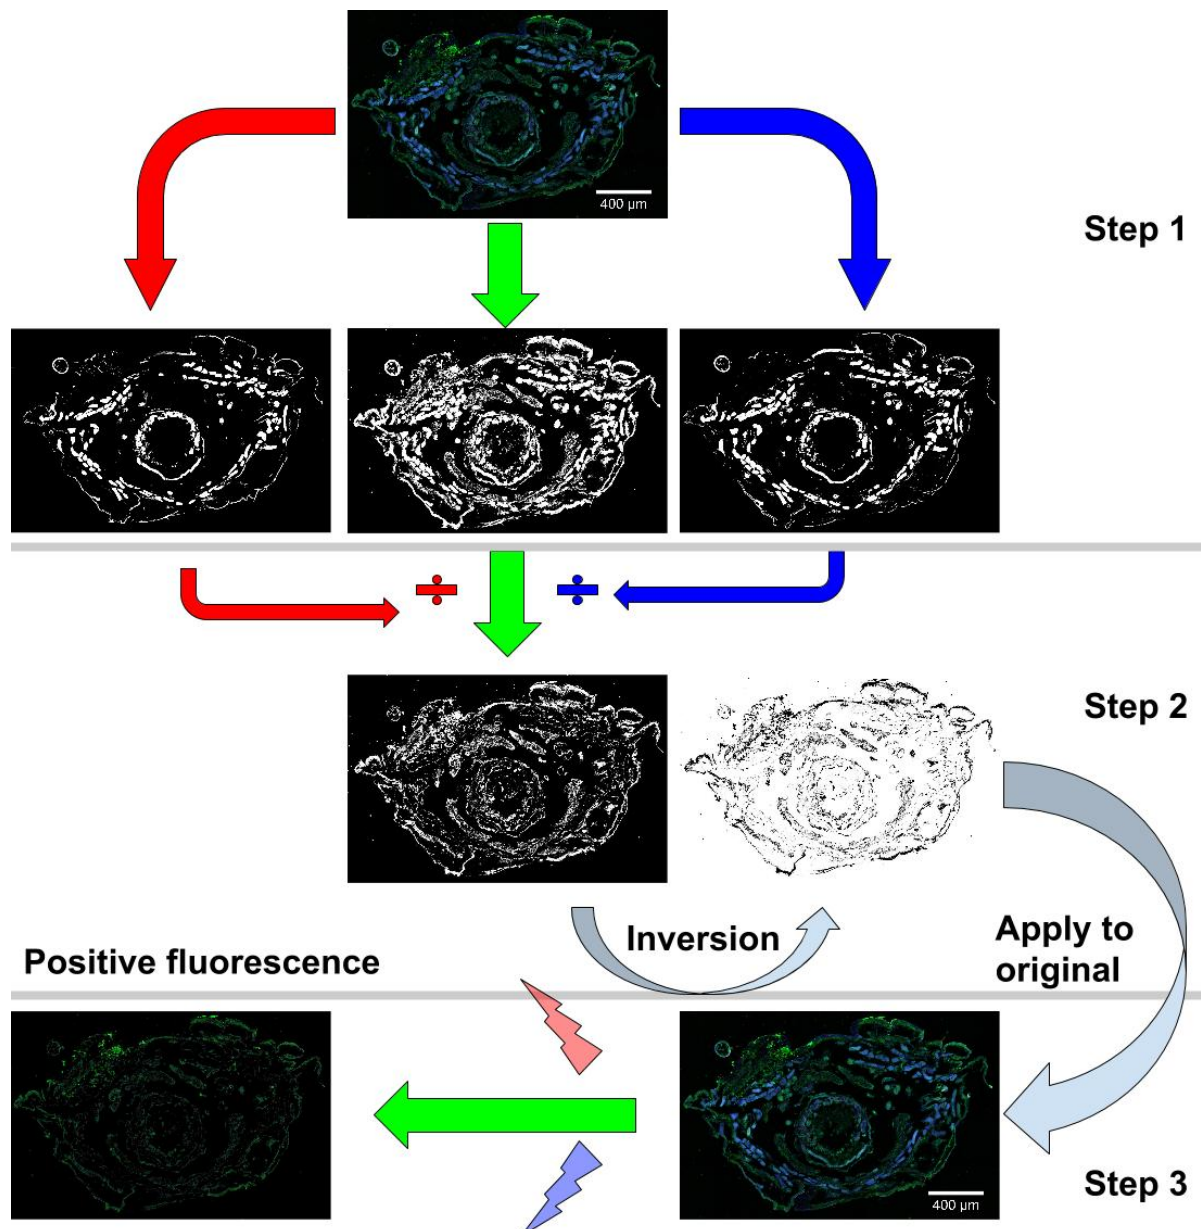 400 µm
Step 1
÷ ÷
Step 2
Inversion
Apply to
original
Positive fluorescence
400 µm
Step 3